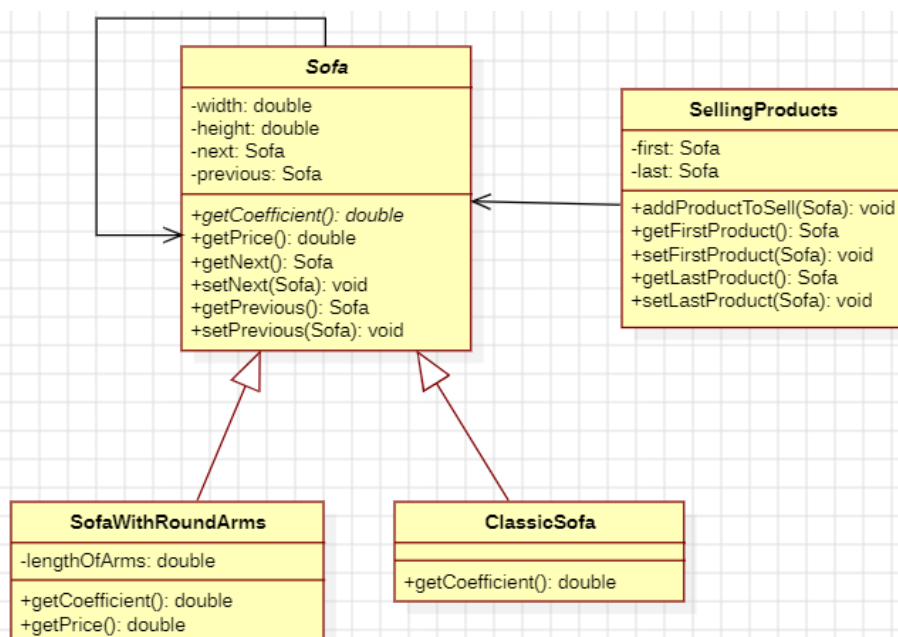 Sofa
-width: double
-height: double
-next: Sofa
-previous: Sofa
+getCoefficient(): double
+getPrice(): double
+getNext(): Sofa
+setNext(Sofa): void
+getPrevious(): Sofa
+setPrevious(Sofa): void
SellingProducts
-first: Sofa
-last: Sofa
+addProductToSell(Sofa): void
+getFirstProduct(): Sofa
+setFirstProduct(Sofa): void
+getLastProduct(): Sofa
+setLastProduct(Sofa): void
SofaWithRoundArms
-lengthOfArms: double
+getCoefficient(): double
+getPrice(): double
ClassicSofa
+getCoefficient(): double